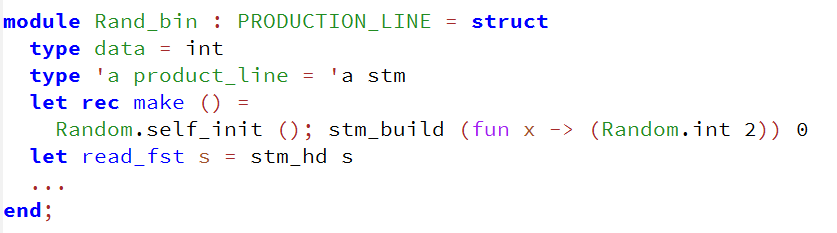 module Rand_bin : PRODUCTION_LINE = struct
  type data = int
  type 'a product_line = 'a stm
  let rec make () =
    Random.self_init (); stm_build (fun x -> (Random.int 2)) 0
  let read_fst s = stm_hd s
  ...
end;